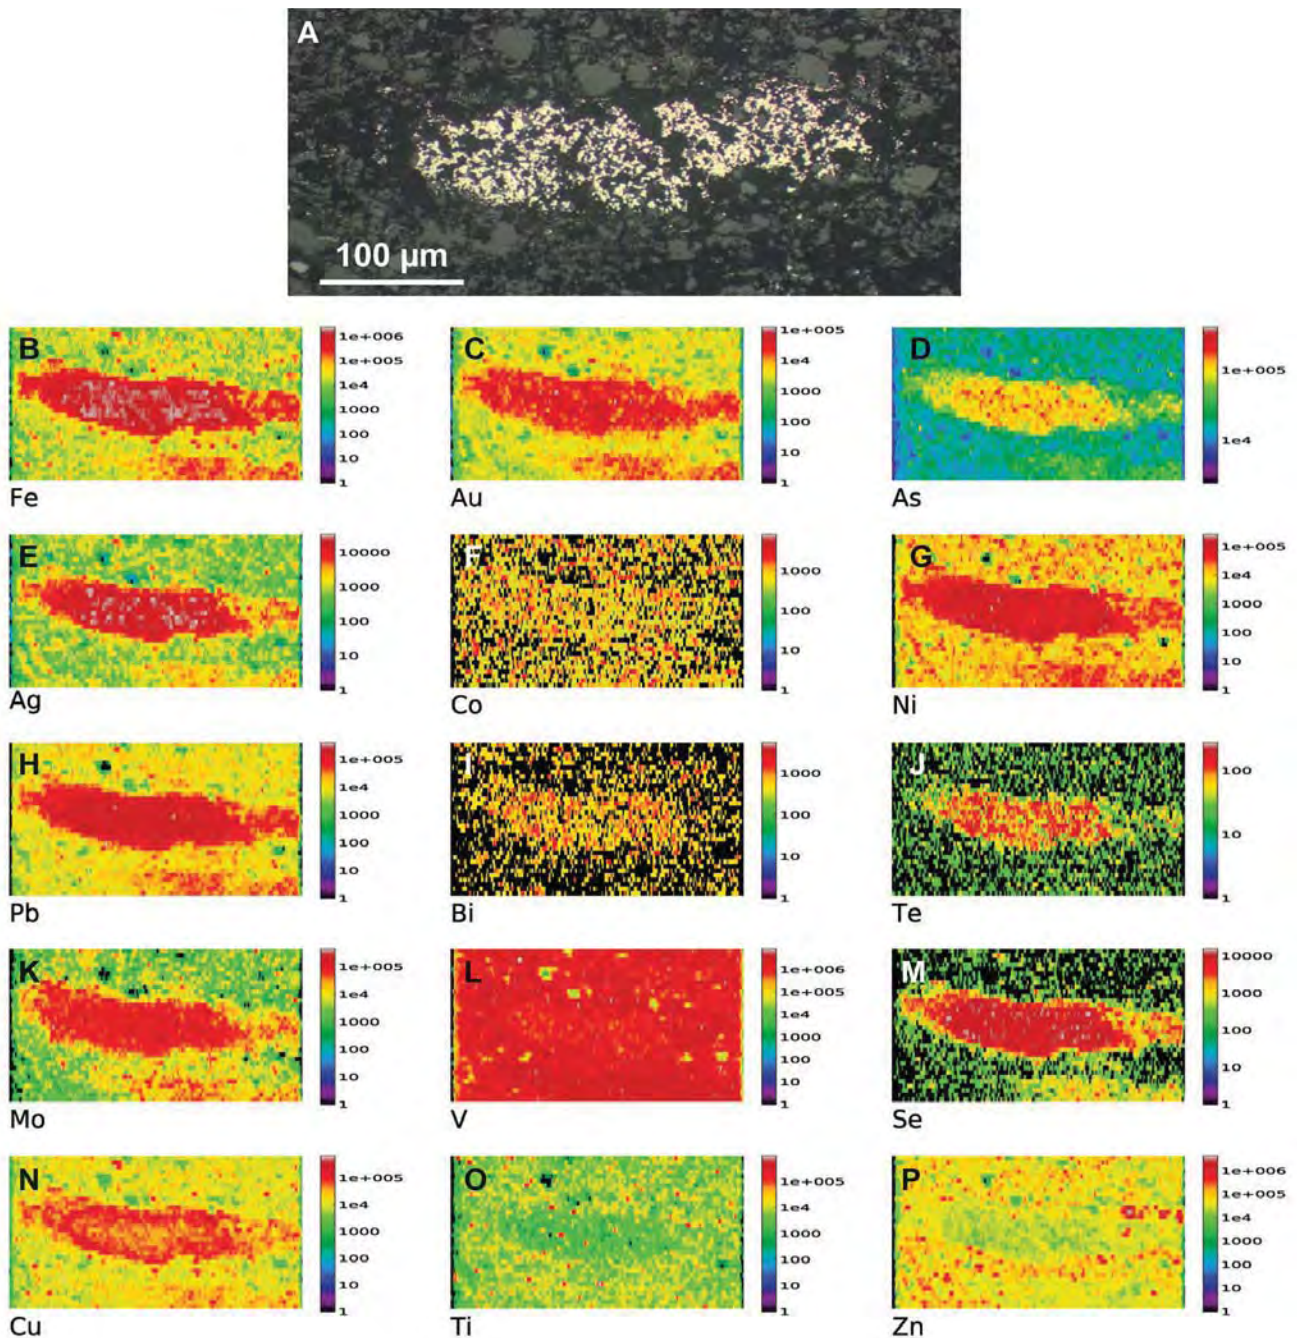 A
100 µm
B
1e+006
1e+005
1e4
1000
100
10
1
Fe
C
1e+005
1e4
1000
100
10
1
Au
D
1e+005
1e4
As
E
10000
1000
100
10
1
Ag
F
1000
100
10
1
Co
G
1e+005
1e4
1000
100
10
1
Ni
H
1e+005
1e4
1000
100
10
1
Pb
I
1000
100
10
1
Bi
J
100
10
1
Te
K
1e+005
1e4
1000
100
10
1
Mo
L
1e+006
1e+005
1e4
1000
100
10
1
V
M
10000
1000
100
10
1
Se
N
1e+005
1e4
1000
100
10
1
Cu
O
1e+005
1e4
1000
100
10
1
Ti
P
1e+006
1e+005
1e4
1000
100
10
1
Zn